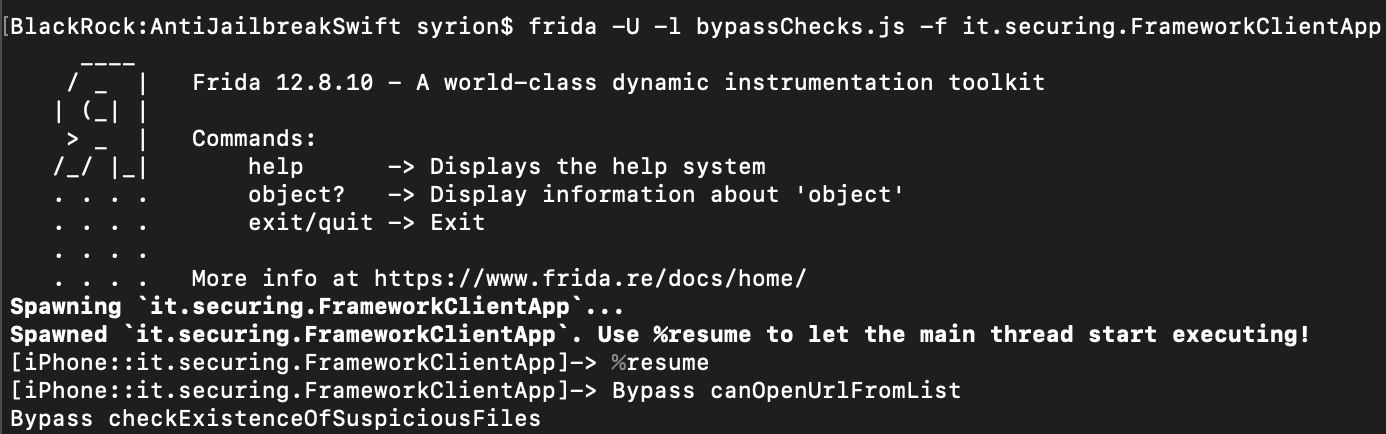 [BlackRock:AntiJailbreakSwift syrion$ frida -U -l bypassChecks.js -f it.securing.FrameworkClientApp
     ____
    / _  |   Frida 12.8.10 - A world-class dynamic instrumentation toolkit
   | (_| |
    > _  |   Commands:
   /_/ |_|       help      -> Displays the help system
   . . . .       object?   -> Display information about 'object'
   . . . .       exit/quit -> Exit
   . . . .
   . . . .   More info at https://www.frida.re/docs/home/
Spawning `it.securing.FrameworkClientApp`...
Spawned `it.securing.FrameworkClientApp`. Use %resume to let the main thread start executing!
[iPhone::it.securing.FrameworkClientApp]-> %resume
[iPhone::it.securing.FrameworkClientApp]-> Bypass canOpenUrlFromList
Bypass checkExistenceOfSuspiciousFiles